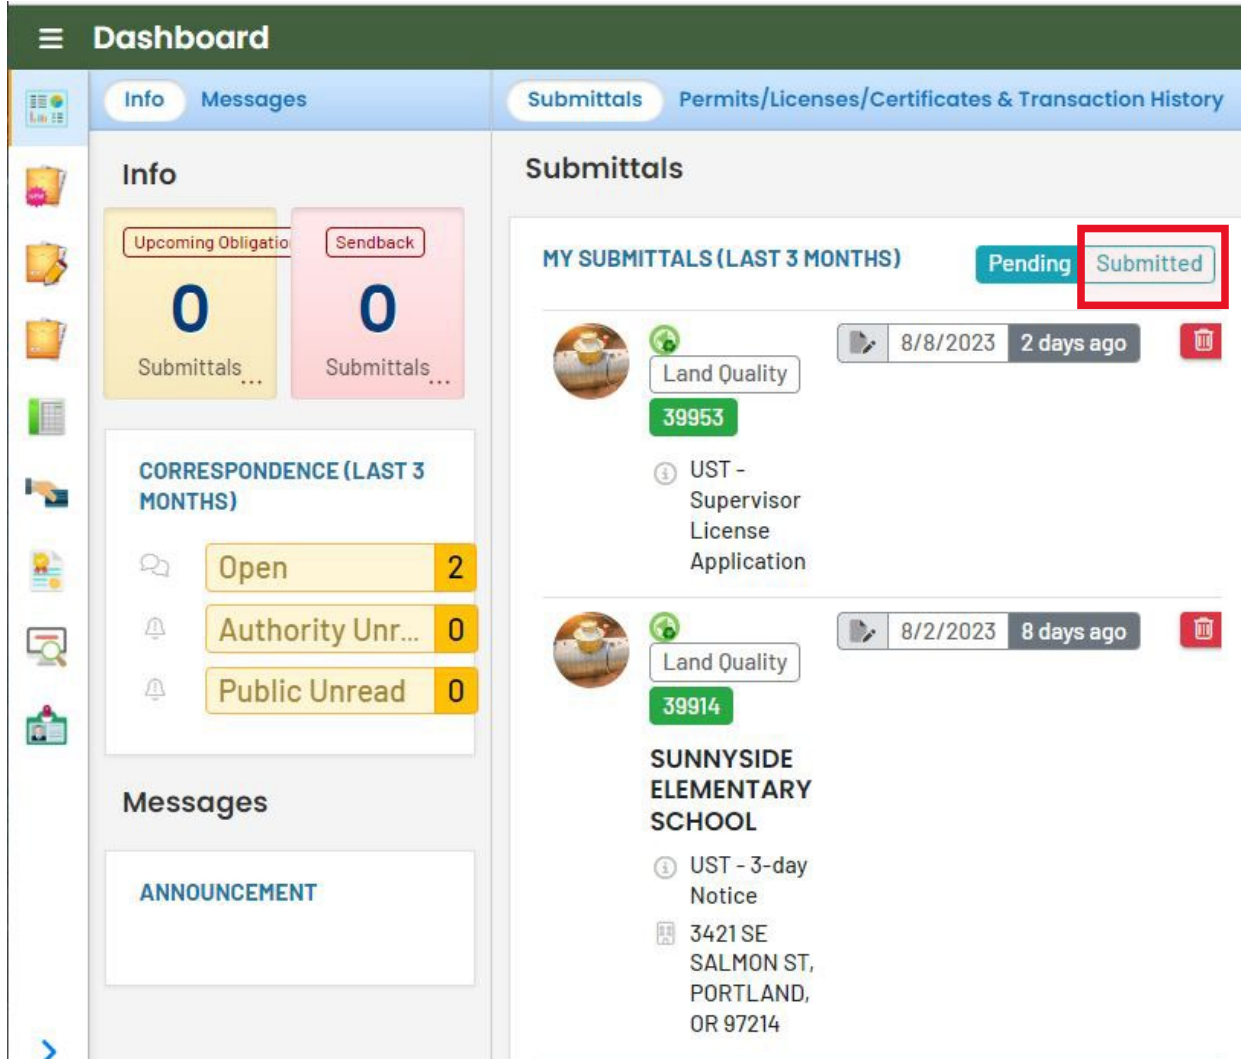 Dashboard
Info Messages
Submittals Permits/Licenses/Certificates & Transaction History
Info
Upcoming Obligatio
0
Submittals...
Sendback
0
Submittals...
CORRESPONDENCE (LAST 3
MONTHS)
Open 2
Authority Unr... 0
Public Unread 0
Messages
ANNOUNCEMENT
Submittals
MY SUBMITTALS (LAST 3 MONTHS)
Pending Submitted
Land Quality
39953
8/8/2023 2 days ago
UST -
Supervisor
License
Application
Land Quality
39914
8/2/2023 8 days ago
SUNNYSIDE
ELEMENTARY
SCHOOL
UST - 3-day
Notice
3421 SE
SALMON ST,
PORTLAND,
OR 97214